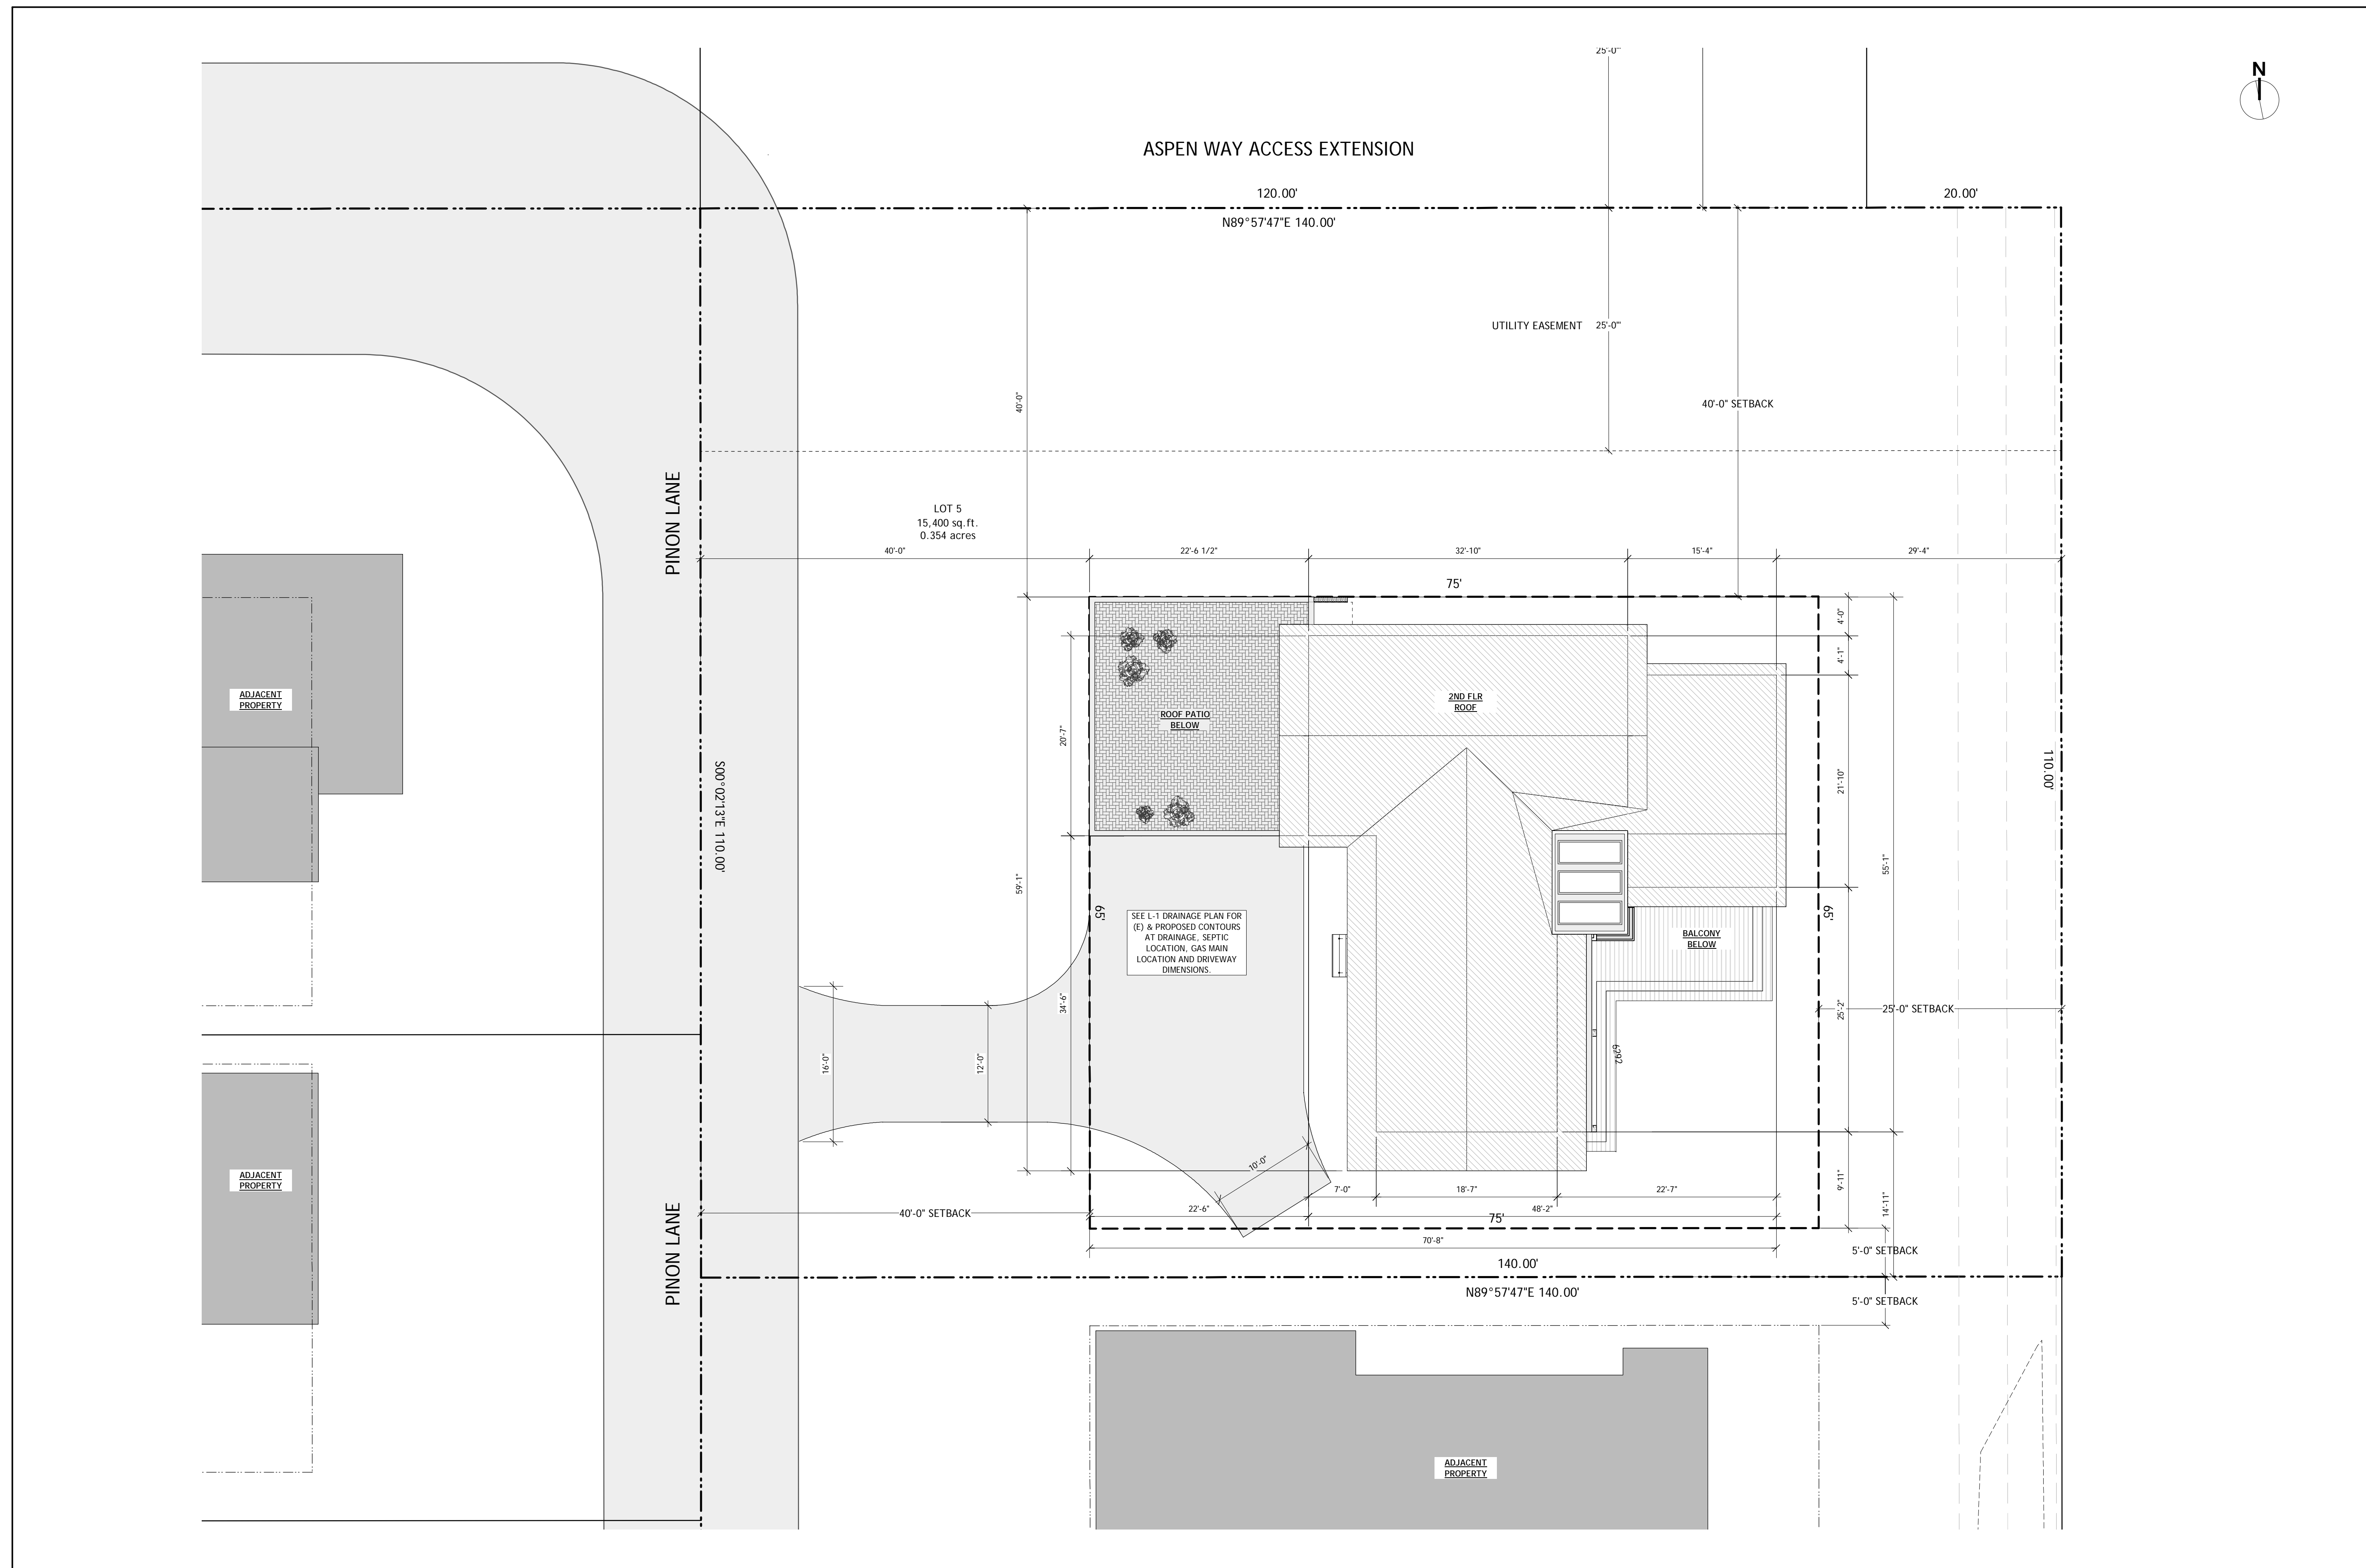 25'-0"'
N
ASPEN WAY ACCESS EXTENSION
120.00'
20.00'
N89°57'47"E 140.00'
UTILITY EASEMENT
25'-0"'
40'-0"
40'-0" SETBACK
PINON LANE
LOT 5
15,400 sq.ft.
0.354 acres
40'-0"
22'-6 1/2"
32'-10"
15'-4"
29'-4"
75'
4'-0"
4'-1"
ADJACENT
PROPERTY
2ND FLR
ROOF
ROOF PATIO
BELOW
20'-7"
21'-10"
110.00'
S00°02'13"E 110.00'
55'-1"
59'-1"
65'
65'
SEE L-1 DRAINAGE PLAN FOR
(E) & PROPOSED CONTOURS
AT DRAINAGE, SEPTIC
LOCATION, GAS MAIN
LOCATION AND DRIVEWAY
DIMENSIONS.
BALCONY
BELOW
34'-6"
25'-2"
25'-0" SETBACK
16'-0"
12'-0"
6292
10'-0"
ADJACENT
PROPERTY
7'-0"
18'-7"
22'-7"
9'-11"
14'-11"
PINON LANE
40'-0" SETBACK
22'-6"
48'-2"
75'
70'-8"
5'-0" SETBACK
140.00'
N89°57'47"E 140.00'
5'-0" SETBACK
ADJACENT
PROPERTY